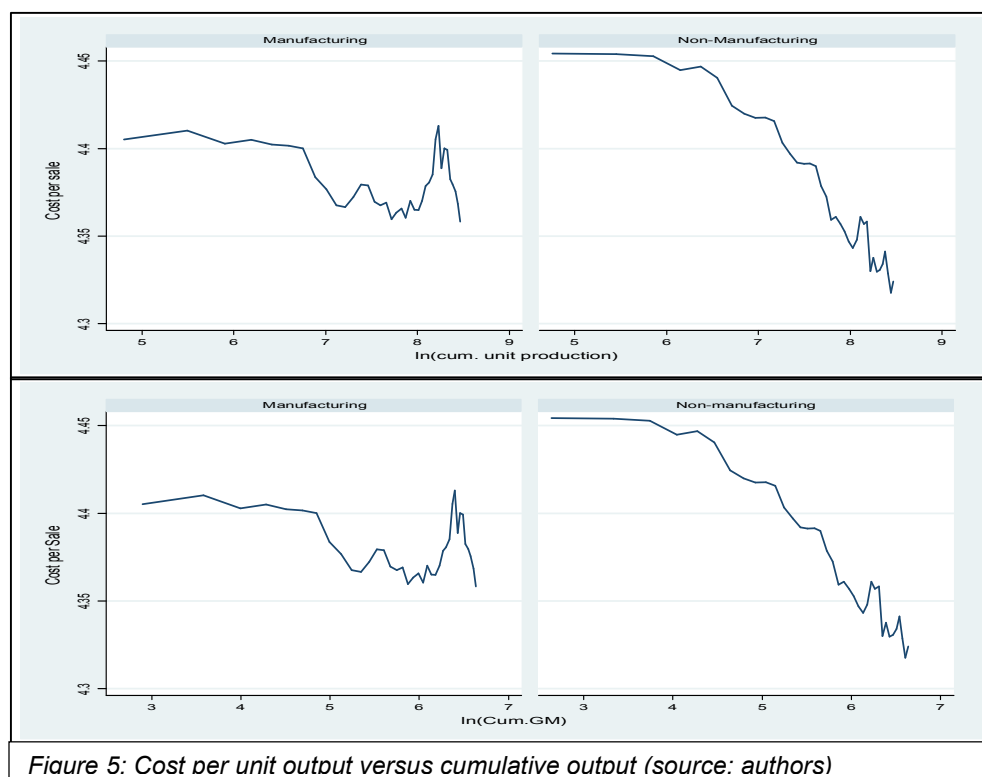 Manufacturing
Non-Manufacturing
Cost per sale
4.45
4.4
4.35
4.3
5 6 7 8 9
5 6 7 8 9
ln(cum. unit production)
Manufacturing
Non-manufacturing
Cost per Sale
4.45
4.4
4.35
4.3
3 4 5 6 7
3 4 5 6 7
ln(Cum.GM)
Figure 5: Cost per unit output versus cumulative output (source: authors)